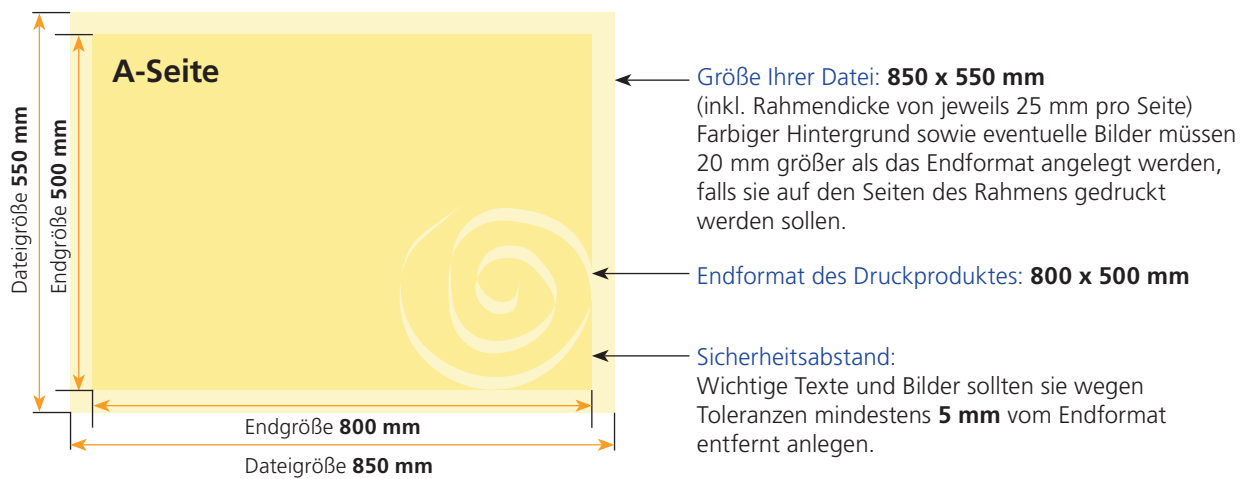 A-Seite
Dateigröße 550 mm
Endgröße 500 mm
Größe Ihrer Datei: 850 x 550 mm
(inkl. Rahmendicke von jeweils 25 mm pro Seite)
Farbiger Hintergrund sowie eventuelle Bilder müssen
20 mm größer als das Endformat angelegt werden,
falls sie auf den Seiten des Rahmens gedruckt
werden sollen.
Endformat des Druckproduktes: 800 x 500 mm
Sicherheitsabstand:
Wichtige Texte und Bilder sollten sie wegen
Toleranzen mindestens 5 mm vom Endformat
entfernt anlegen.
Endgröße 800 mm
Dateigröße 850 mm